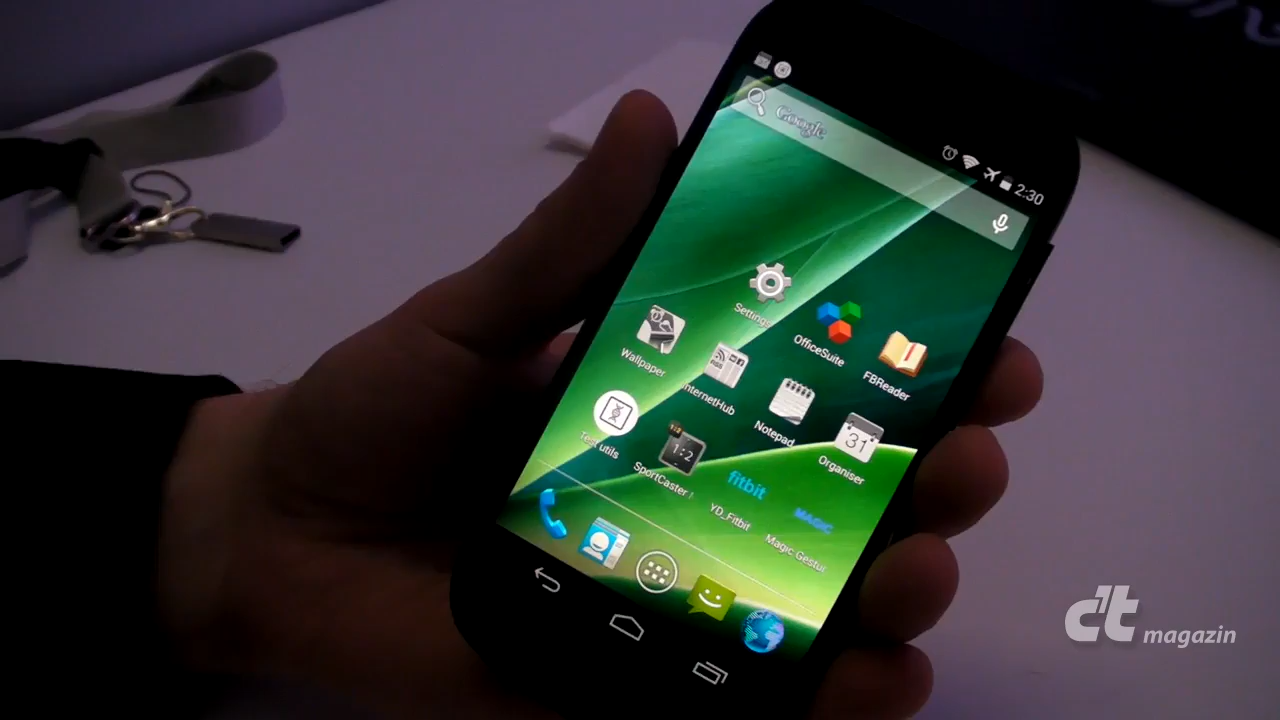 Google
2:30
Settings
OfficeSuite
FBReader
Wallpaper
InternetHub
Notepad
31
Organiser
Test utils
1:2
SportCaster
fitbit
YD_Fitbit
MAGIC
Magic Gestur
c't magazin